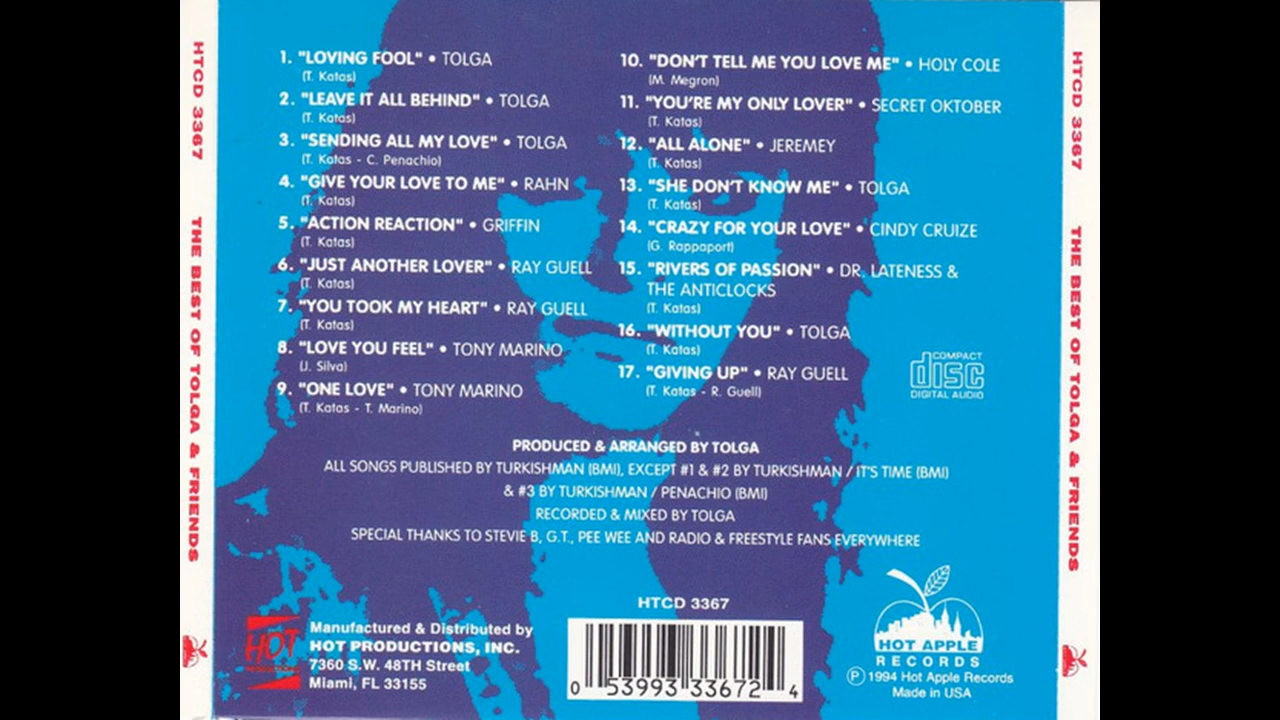 HTCD 3367
THE BEST OF TOLGA & FRIENDS
1. "LOVING FOOL" • TOLGA
(T. Katas)
2. "LEAVE IT ALL BEHIND" • TOLGA
(T. Katas)
3. "SENDING ALL MY LOVE" • TOLGA
(T. Katas - C. Penachio)
4. "GIVE YOUR LOVE TO ME" • RAHN
(T. Katas)
5. "ACTION REACTION" • GRIFFIN
(T. Katas)
6. "JUST ANOTHER LOVER" • RAY GUELL
(T. Katas)
7. "YOU TOOK MY HEART" • RAY GUELL
(T. Katas)
8. "LOVE YOU FEEL" • TONY MARINO
(J. Silva)
9. "ONE LOVE" • TONY MARINO
(T. Katas - T. Marino)
10. "DON'T TELL ME YOU LOVE ME" • HOLY COLE
(M. Megron)
11. "YOU'RE MY ONLY LOVER" • SECRET OKTOBER
(T. Katas)
12. "ALL ALONE" • JEREMEY
(T. Katas)
13. "SHE DON'T KNOW ME" • TOLGA
(T. Katas)
14. "CRAZY FOR YOUR LOVE" • CINDY CRUIZE
(G. Rappaport)
15. "RIVERS OF PASSION" • DR. LATENESS &
THE ANTICLOCKS
(T. Katas)
16. "WITHOUT YOU" • TOLGA
(T. Katas)
17. "GIVING UP" • RAY GUELL
(T. Katas - R. Guell)
COMPACT
disc
DIGITAL AUDIO
PRODUCED & ARRANGED BY TOLGA
ALL SONGS PUBLISHED BY TURKISHMAN (BMI), EXCEPT #1 & #2 BY TURKISHMAN / IT'S TIME (BMI)
& #3 BY TURKISHMAN / PENACHIO (BMI)
RECORDED & MIXED BY TOLGA
SPECIAL THANKS TO STEVIE B, G.T., PEE WEE AND RADIO & FREESTYLE FANS EVERYWHERE
HOT
PRODUCTIONS
Manufactured & Distributed by
HOT PRODUCTIONS, INC.
7360 S.W. 48TH Street
Miami, FL 33155
HTCD 3367
0 53993 33672 4
HOT APPLE
RECORDS
℗ 1994 Hot Apple Records
Made in USA
HTCD 3367
THE BEST OF TOLGA & FRIENDS